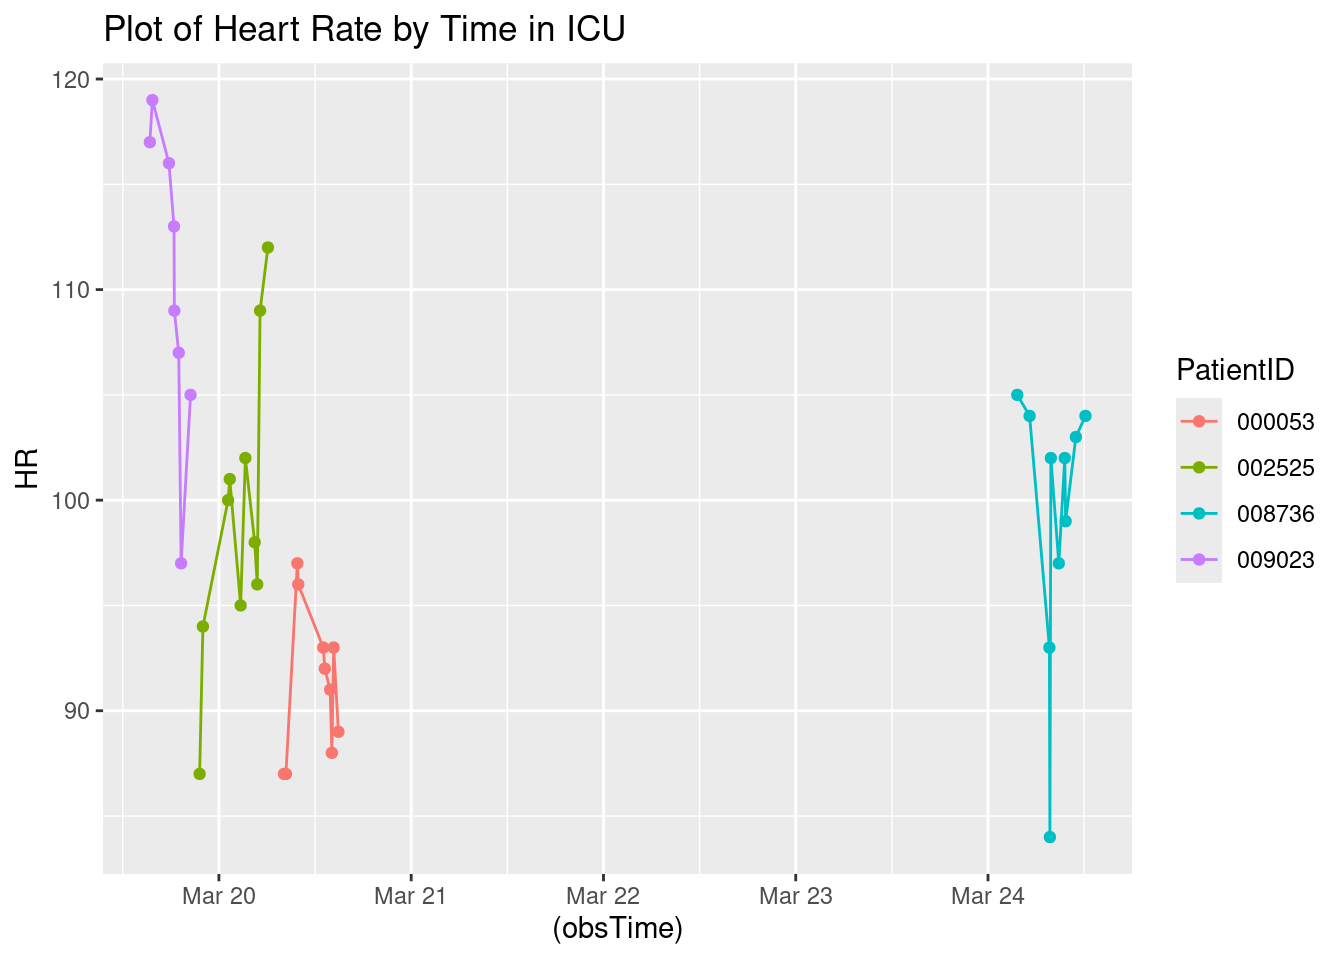 Plot of Heart Rate by Time in ICU
120
110
100
90
HR
Mar 20
Mar 21
Mar 22
Mar 23
Mar 24
(obsTime)
PatientID
000053
002525
008736
009023